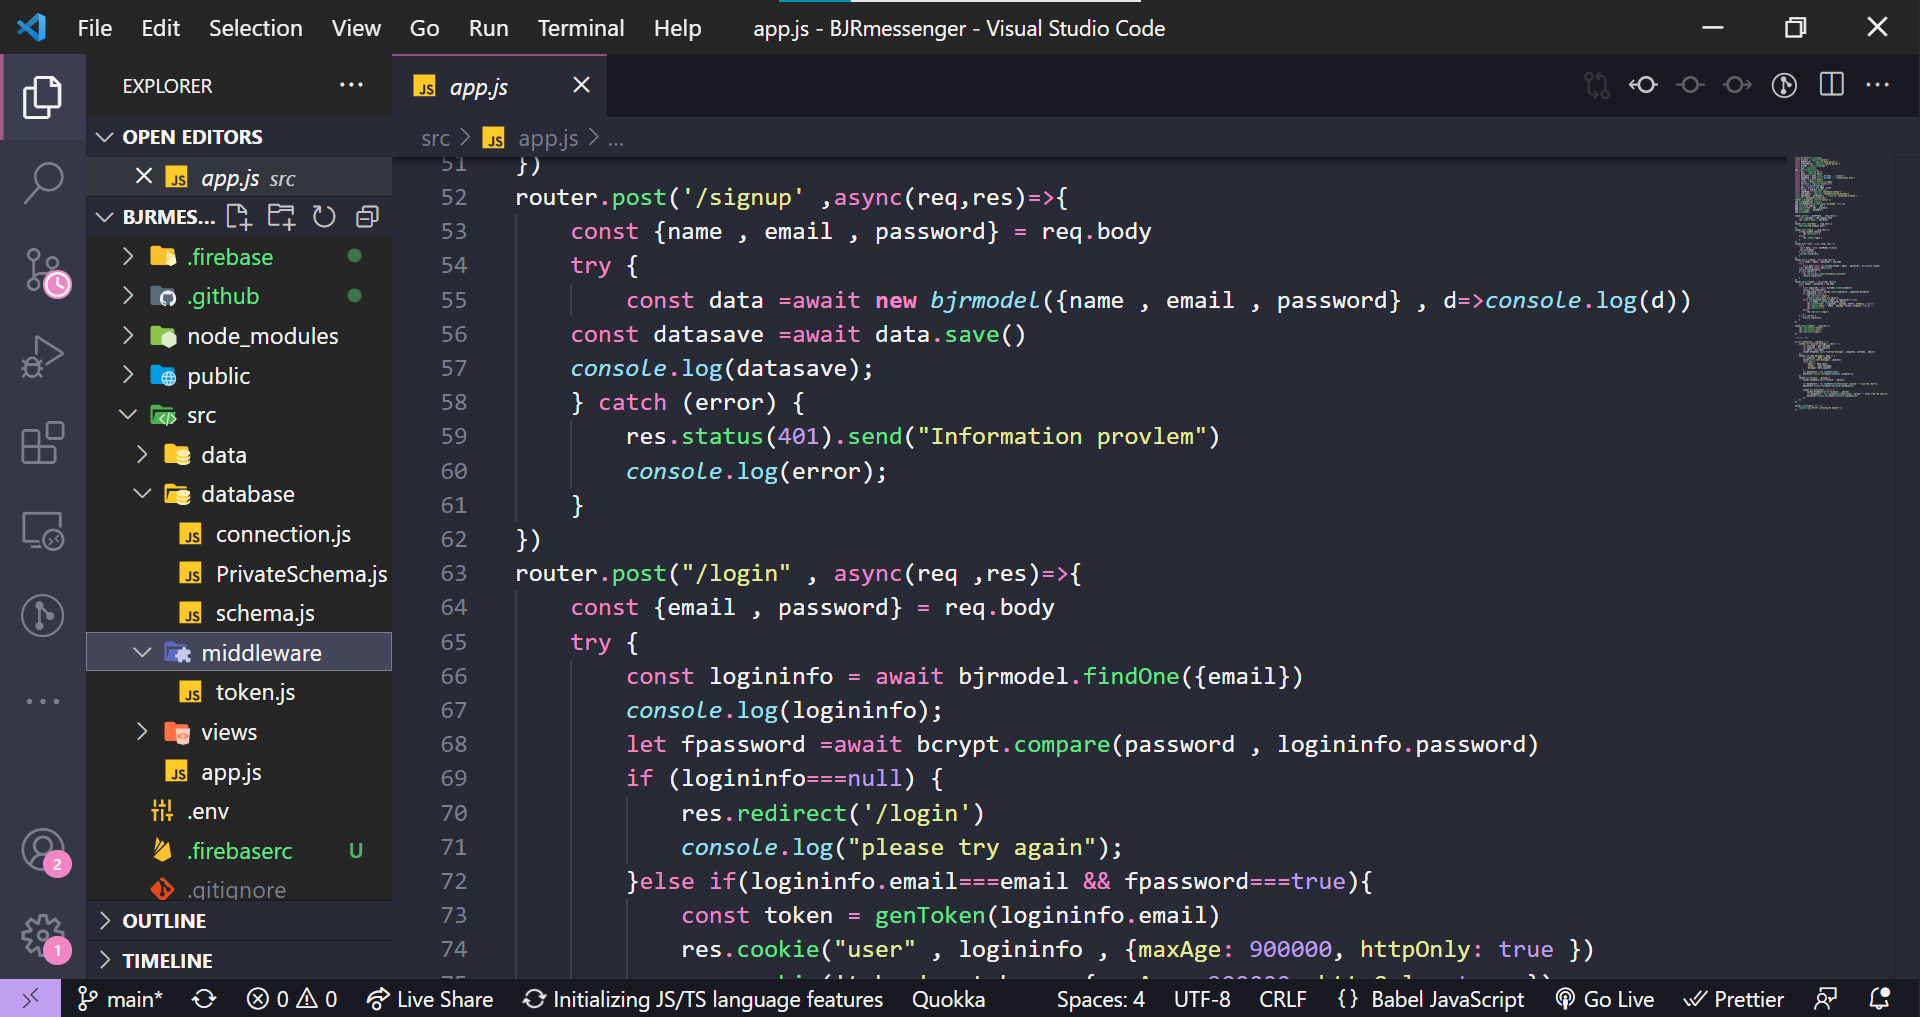 File Edit Selection View Go Run Terminal Help app.js - BJRmessenger - Visual Studio Code
EXPLORER
OPEN EDITORS
app.js src
BJRMES...
.firebase
.github
node_modules
public
src
data
database
connection.js
PrivateSchema.js
schema.js
middleware
token.js
views
app.js
.env
.firebaserc U
.gitignore
OUTLINE
TIMELINE
2
1
app.js
src > app.js > ...
51 })
52 router.post('/signup' ,async(req,res)=>{
53 const {name , email , password} = req.body
54 try {
55 const data =await new bjrmodel({name , email , password} , d=>console.log(d))
56 const datasave =await data.save()
57 console.log(datasave);
58 } catch (error) {
59 res.status(401).send("Information provlem")
60 console.log(error);
61 }
62 })
63 router.post("/login" , async(req ,res)=>{
64 const {email , password} = req.body
65 try {
66 const logininfo = await bjrmodel.findOne({email})
67 console.log(logininfo);
68 let fpassword =await bcrypt.compare(password , logininfo.password)
69 if (logininfo===null) {
70 res.redirect('/login')
71 console.log("please try again");
72 }else if(logininfo.email===email && fpassword===true){
73 const token = genToken(logininfo.email)
74 res.cookie("user" , logininfo , {maxAge: 900000, httpOnly: true })
main* 0 0 Live Share Initializing JS/TS language features Quokka Spaces: 4 UTF-8 CRLF {} Babel JavaScript Go Live Prettier